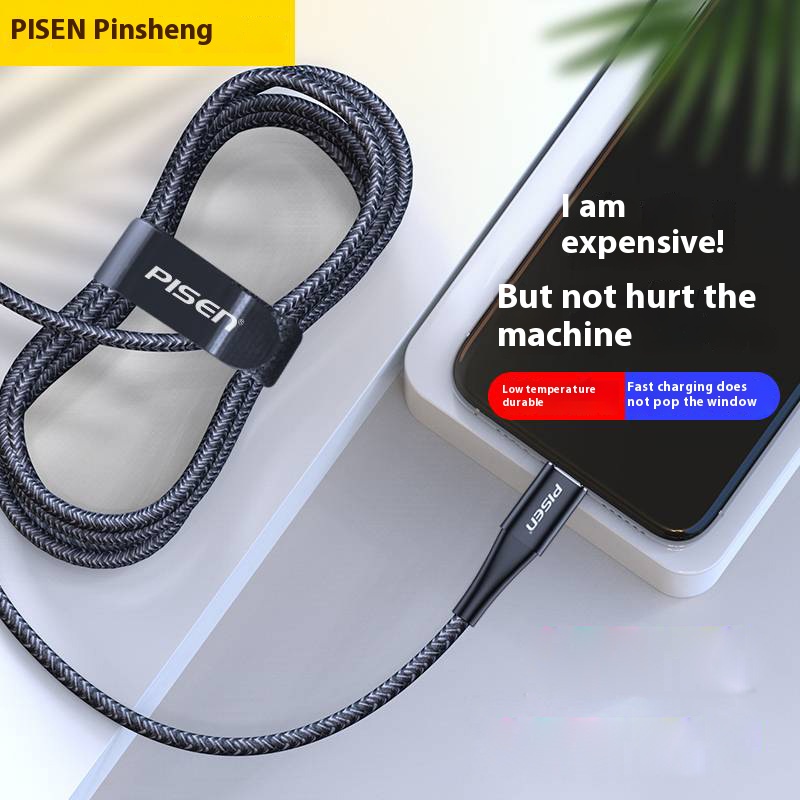 PISEN Pinsheng
I am
expensive!
But not hurt the
machine
Low temperature
durable
Fast charging does
not pop the window
PISEN®
PISEN